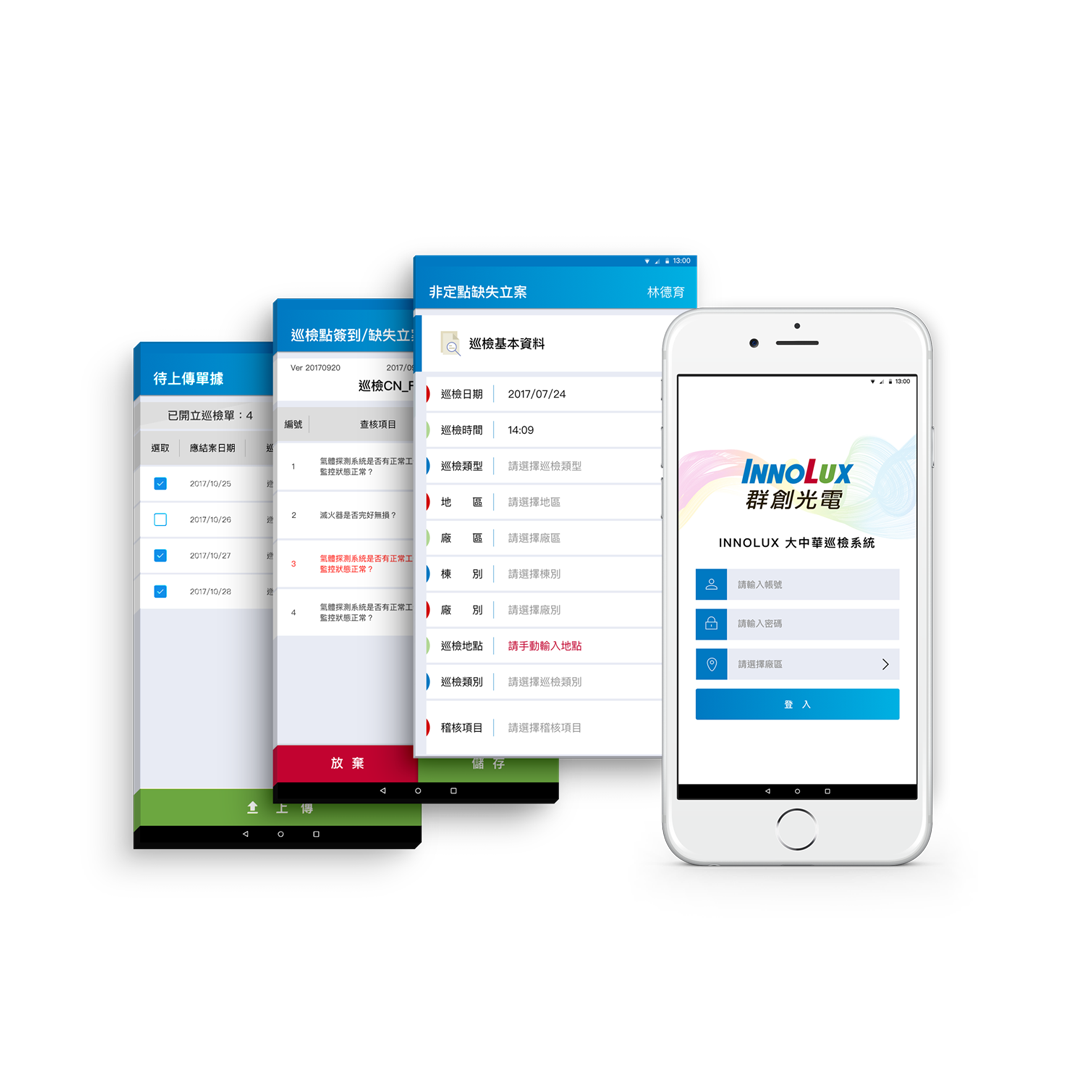 待上傳單據
已開立巡檢單：4
選取 應結案日期 巡
2017/10/25
2017/10/26
2017/10/27
2017/10/28
上 傳
巡檢點簽到/缺失立案
Ver 20170920 2017/09
巡檢CN_F
編號 查核項目
1 氣體探測系統是否有正常工
監控狀態正常？
2 滅火器是否完好無損？
3 氣體探測系統是否有正常工
監控狀態正常？
4 氣體探測系統是否有正常工
監控狀態正常？
放 棄 儲 存
13:00
非定點缺失立案 林德育
巡檢基本資料
巡檢日期 2017/07/24
巡檢時間 14:09
巡檢類型 請選擇巡檢類型
地 區 請選擇地區
廠 區 請選擇廠區
棟 別 請選擇棟別
廠 別 請選擇廠別
巡檢地點 請手動輸入地點
巡檢類別 請選擇巡檢類別
稽核項目 請選擇稽核項目
13:00
INNOLUX
群創光電
INNOLUX 大中華巡檢系統
請輸入帳號
請輸入密碼
請選擇廠區
登 入